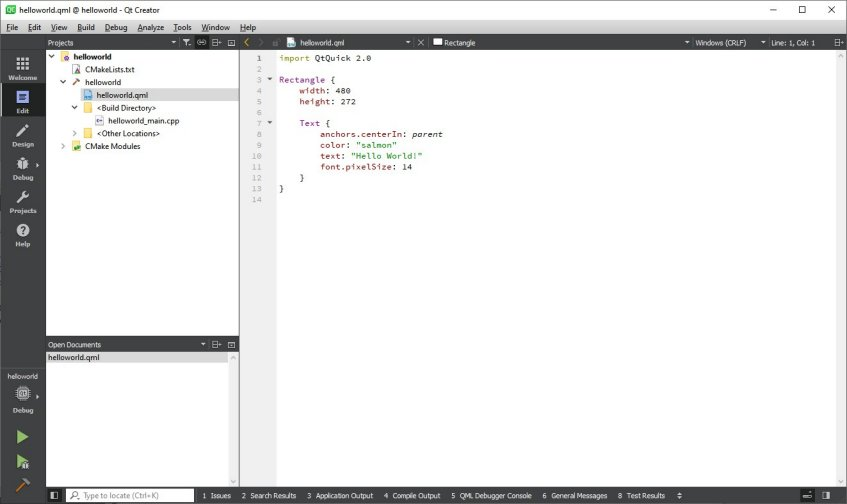 helloworld.qml @ helloworld - Qt Creator
File Edit View Build Debug Analyze Tools Window Help
Projects
helloworld.qml
Rectangle
Windows (CRLF)
Line: 1, Col: 1
Welcome
Edit
Design
Debug
Projects
Help
helloworld
CMakeLists.txt
helloworld
helloworld.qml
<Build Directory>
helloworld_main.cpp
<Other Locations>
CMake Modules
1 import QtQuick 2.0
2
3 Rectangle {
4 width: 480
5 height: 272
6
7 Text {
8 anchors.centerIn: parent
9 color: "salmon"
10 text: "Hello World!"
11 font.pixelSize: 14
12 }
13 }
14
Open Documents
helloworld.qml
helloworld
Debug
Type to locate (Ctrl+K)
1 Issues 2 Search Results 3 Application Output 4 Compile Output 5 QML Debugger Console 6 General Messages 8 Test Results